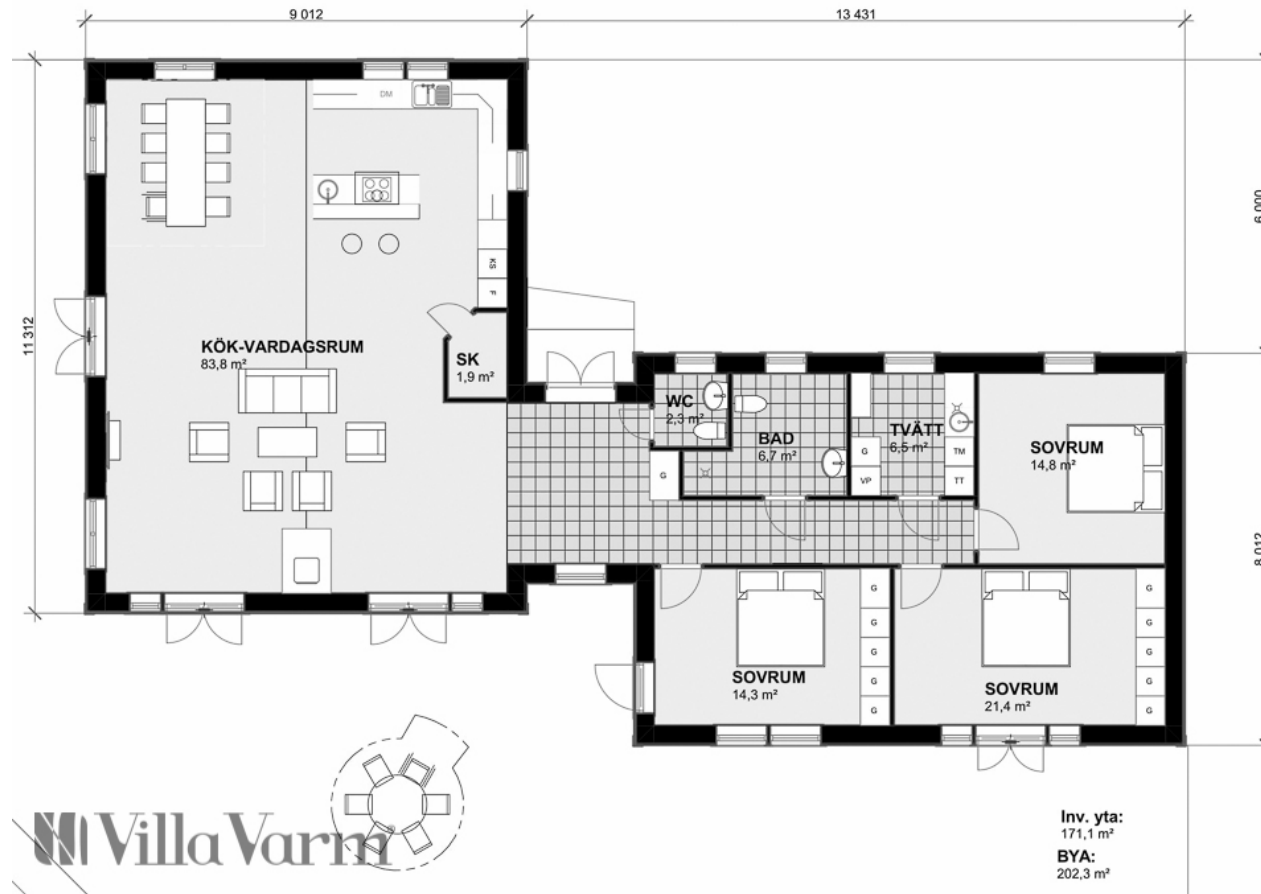 9 012
13 431
11 312
6 000
8 012
DM
KS
F
KÖK-VARDAGSRUM
83,8 m²
SK
1,9 m²
WC
2,3 m²
BAD
6,7 m²
TVÄTT
6,5 m²
G
VP
TM
TT
G
SOVRUM
14,8 m²
SOVRUM
14,3 m²
G
G
G
G
G
SOVRUM
21,4 m²
G
G
G
G
G
Villa Varm
Inv. yta:
171,1 m²
BYA:
202,3 m²